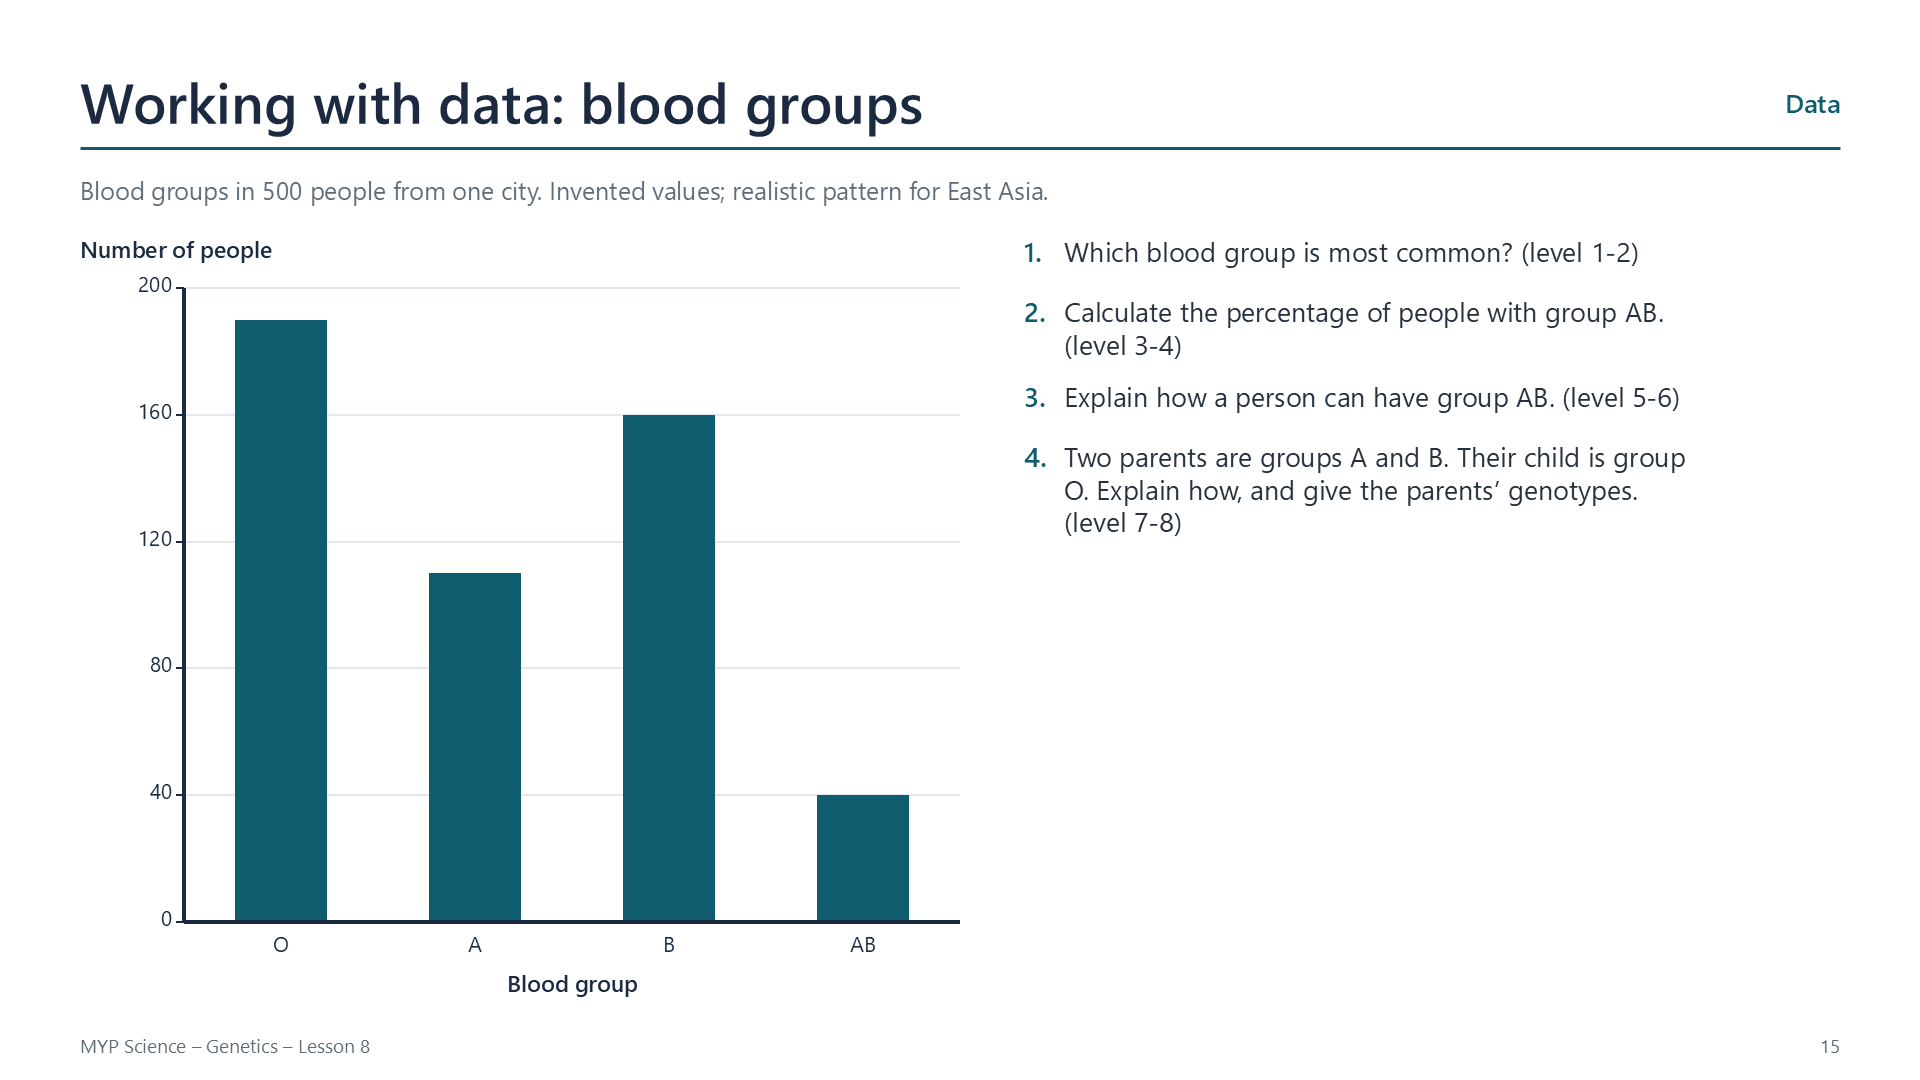 Working with data: blood groups
Data
Blood groups in 500 people from one city. Invented values; realistic pattern for East Asia.
Number of people
200
160
120
80
40
0
O
A
B
AB
Blood group
1. Which blood group is most common? (level 1-2)
2. Calculate the percentage of people with group AB.
(level 3-4)
3. Explain how a person can have group AB. (level 5-6)
4. Two parents are groups A and B. Their child is group
O. Explain how, and give the parents’ genotypes.
(level 7-8)
MYP Science – Genetics – Lesson 8
15